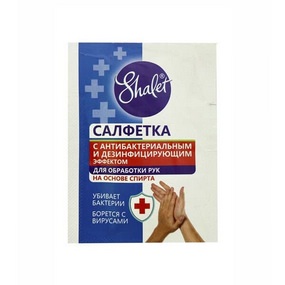 Shalet®
САЛФЕТКА
С АНТИБАКТЕРИАЛЬНЫМ
И ДЕЗИНФИЦИРУЮЩИМ
ЭФФЕКТОМ
ДЛЯ ОБРАБОТКИ РУК
НА ОСНОВЕ СПИРТА
УБИВАЕТ
БАКТЕРИИ
БОРЕТСЯ С
ВИРУСАМИ